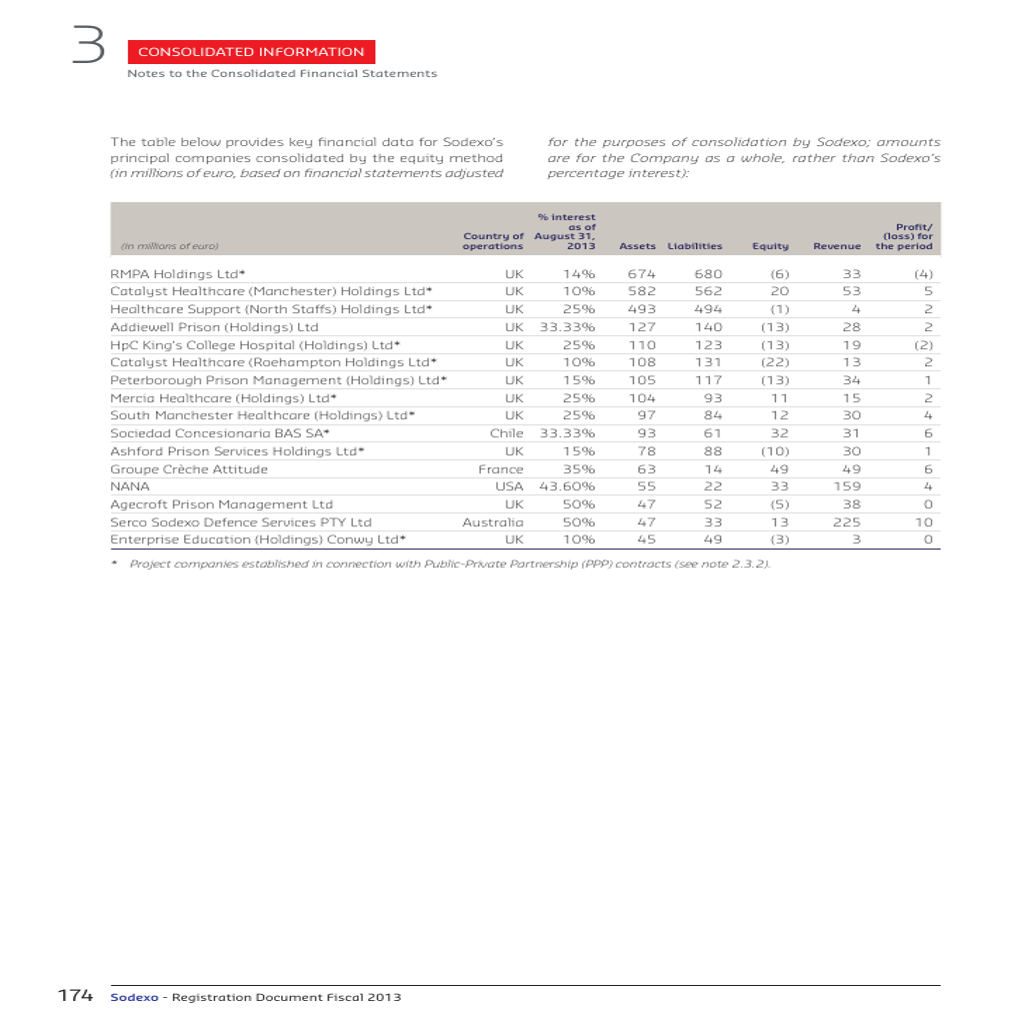 3
CONSOLIDATED INFORMATION
Notes to the Consolidated Financial Statements
The table below provides key financial data for Sodexo's
principal companies consolidated by the equity method
(in millions of euro, based on financial statements adjusted
for the purposes of consolidation by Sodexo; amounts
are for the Company as a whole, rather than Sodexo's
percentage interest):
(in millions of euro) Country of operations % interest as of August 31, 2013 Assets Liabilities Equity Revenue Profit/ (loss) for the period
RMPA Holdings Ltd* UK 14% 674 680 (6) 33 (4)
Catalyst Healthcare (Manchester) Holdings Ltd* UK 10% 582 562 20 53 5
Healthcare Support (North Staffs) Holdings Ltd* UK 25% 493 494 (1) 4 2
Addiewell Prison (Holdings) Ltd UK 33.33% 127 140 (13) 28 2
HpC King's College Hospital (Holdings) Ltd* UK 25% 110 123 (13) 19 (2)
Catalyst Healthcare (Roehampton Holdings Ltd* UK 10% 108 131 (22) 13 2
Peterborough Prison Management (Holdings) Ltd* UK 15% 105 117 (13) 34 1
Mercia Healthcare (Holdings) Ltd* UK 25% 104 93 11 15 2
South Manchester Healthcare (Holdings) Ltd* UK 25% 97 84 12 30 4
Sociedad Concesionaria BAS SA* Chile 33.33% 93 61 32 31 6
Ashford Prison Services Holdings Ltd* UK 15% 78 88 (10) 30 1
Groupe Crèche Attitude France 35% 63 14 49 49 6
NANA USA 43.60% 55 22 33 159 4
Agecroft Prison Management Ltd UK 50% 47 52 (5) 38 0
Serco Sodexo Defence Services PTY Ltd Australia 50% 47 33 13 225 10
Enterprise Education (Holdings) Conwy Ltd* UK 10% 45 49 (3) 3 0
* Project companies established in connection with Public-Private Partnership (PPP) contracts (see note 2.3.2).
174 Sodexo - Registration Document Fiscal 2013